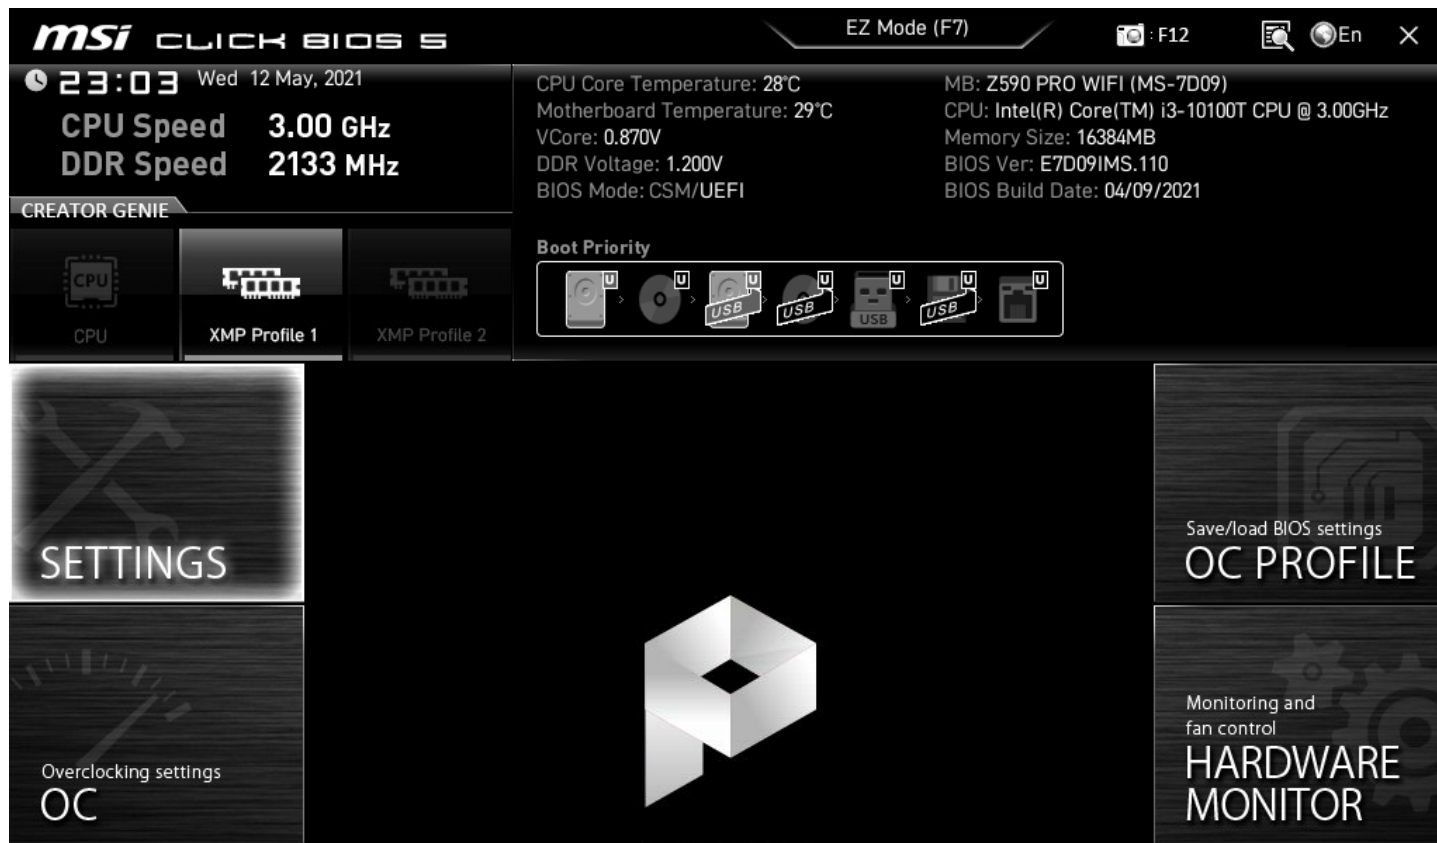 msi CLICK BIOS 5
EZ Mode (F7)
: F12
En
23:03 Wed 12 May, 2021
CPU Speed 3.00 GHz
DDR Speed 2133 MHz
CREATOR GENIE
CPU
CPU
XMP Profile 1
XMP Profile 2
CPU Core Temperature: 28°C
Motherboard Temperature: 29°C
VCore: 0.870V
DDR Voltage: 1.200V
BIOS Mode: CSM/UEFI
MB: Z590 PRO WIFI (MS-7D09)
CPU: Intel(R) Core(TM) i3-10100T CPU @ 3.00GHz
Memory Size: 16384MB
BIOS Ver: E7D09IMS.110
BIOS Build Date: 04/09/2021
Boot Priority
U U U U U U U
USB USB USB USB
SETTINGS
Overclocking settings
OC
Save/load BIOS settings
OC PROFILE
Monitoring and
fan control
HARDWARE
MONITOR